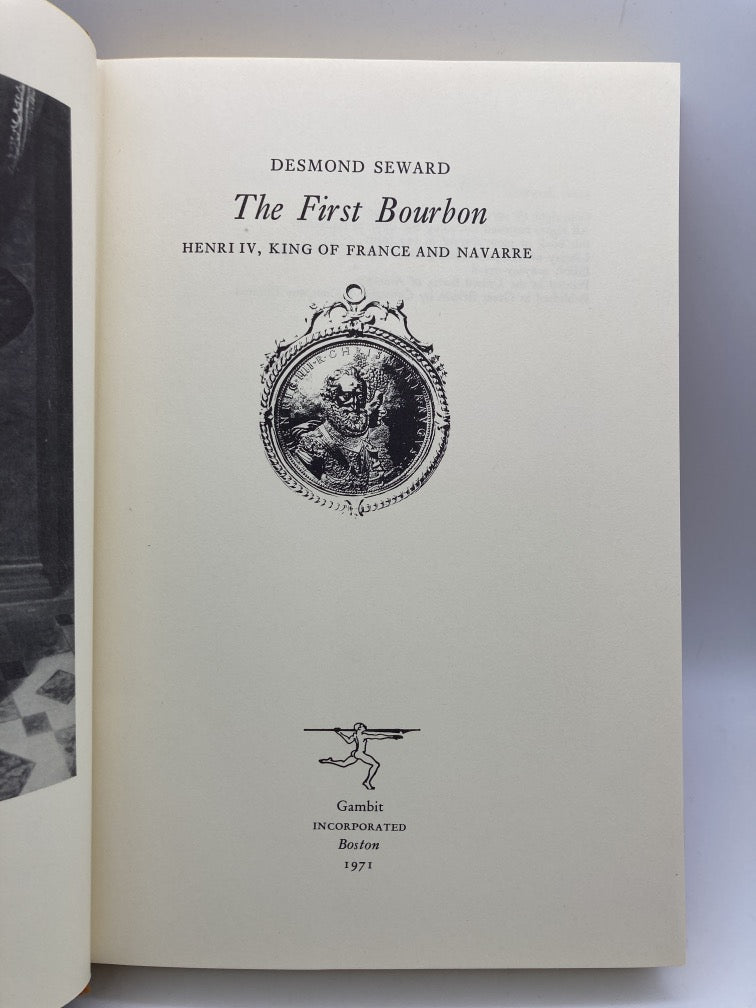 DESMOND SEWARD
The First Bourbon
HENRI IV, KING OF FRANCE AND NAVARRE
Gambit
INCORPORATED
Boston
1971